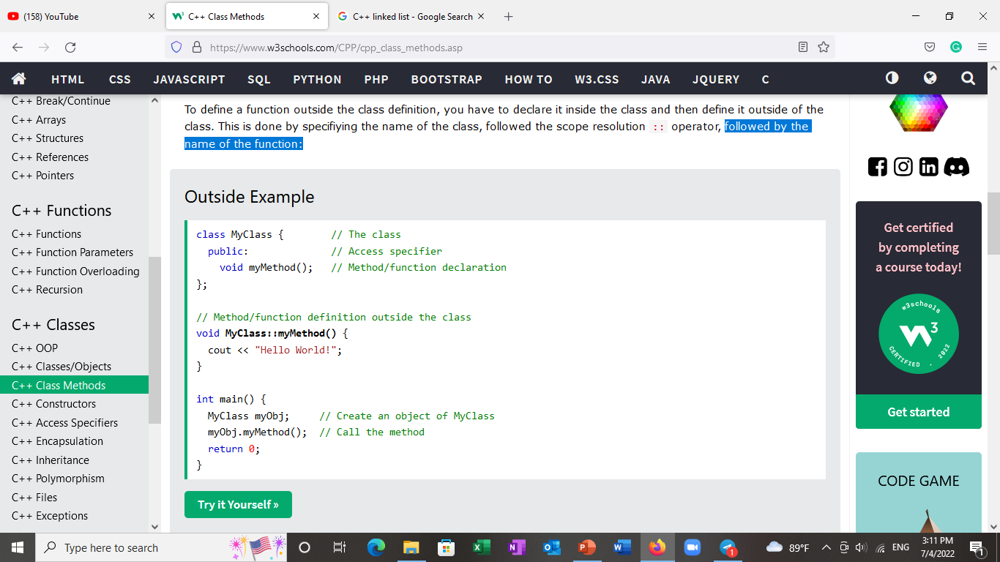 (158) YouTube
C++ Class Methods
C++ linked list - Google Search
https://www.w3schools.com/CPP/cpp_class_methods.asp
HTML CSS JAVASCRIPT SQL PYTHON PHP BOOTSTRAP HOW TO W3.CSS JAVA JQUERY C
C++ Break/Continue
C++ Arrays
C++ Structures
C++ References
C++ Pointers
C++ Functions
C++ Functions
C++ Function Parameters
C++ Function Overloading
C++ Recursion
C++ Classes
C++ OOP
C++ Classes/Objects
C++ Class Methods
C++ Constructors
C++ Access Specifiers
C++ Encapsulation
C++ Inheritance
C++ Polymorphism
C++ Files
C++ Exceptions
To define a function outside the class definition, you have to declare it inside the class and then define it outside of the
class. This is done by specifiying the name of the class, followed the scope resolution :: operator, followed by the
name of the function:
Outside Example
class MyClass {        // The class
  public:              // Access specifier
    void myMethod();   // Method/function declaration
};
// Method/function definition outside the class
void MyClass::myMethod() {
  cout << "Hello World!";
}
int main() {
  MyClass myObj;     // Create an object of MyClass
  myObj.myMethod();  // Call the method
  return 0;
}
Try it Yourself »
Get certified
by completing
a course today!
w3schools
W3
CERTIFIED . 2022
Get started
CODE GAME
Type here to search
89°F
ENG
3:11 PM
7/4/2022
1
1